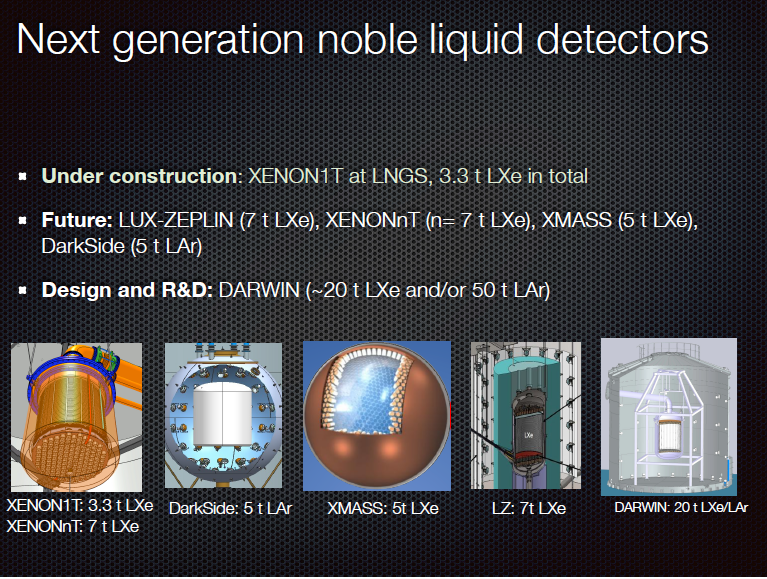 Next generation noble liquid detectors
Under construction: XENON1T at LNGS, 3.3 t LXe in total
Future: LUX-ZEPLIN (7 t LXe), XENONnT (n= 7 t LXe), XMASS (5 t LXe),
DarkSide (5 t LAr)
Design and R&D: DARWIN (~20 t LXe and/or 50 t LAr)
LXe
XENON1T: 3.3 t LXe
XENONnT: 7 t LXe
DarkSide: 5 t LAr
XMASS: 5t LXe
LZ: 7t LXe
DARWIN: 20 t LXe/LAr